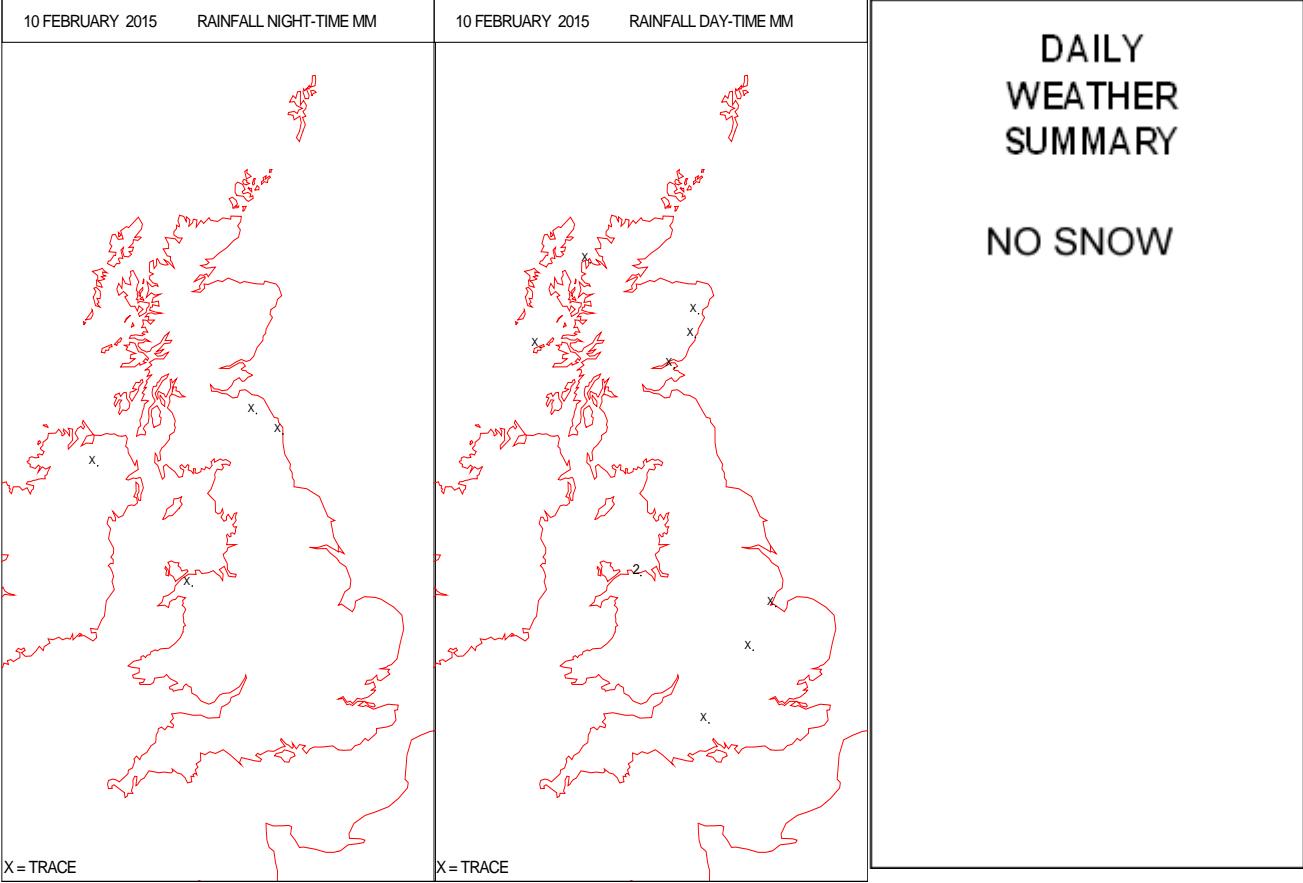 10 FEBRUARY 2015 RAINFALL NIGHT-TIME MM
X.
X.
X.
X.
X = TRACE
10 FEBRUARY 2015 RAINFALL DAY-TIME MM
X.
X.
X.
X.
X.
2.
X.
X.
X.
X = TRACE
DAILY
WEATHER
SUMMARY
NO SNOW